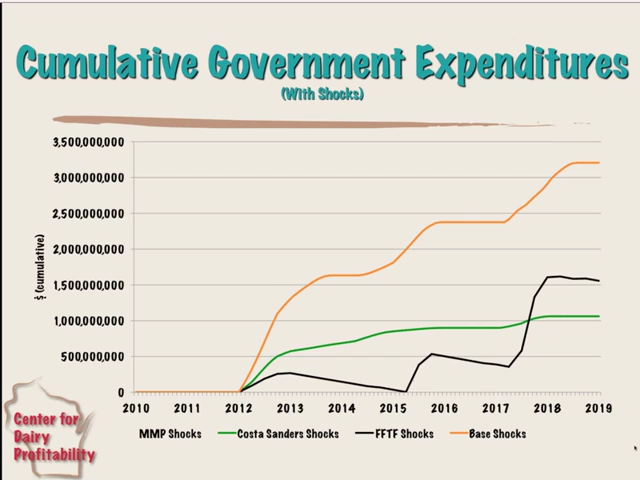 Cumulative Government Expenditures
(With Shocks)
3,500,000,000
3,000,000,000
2,500,000,000
2,000,000,000
1,500,000,000
1,000,000,000
500,000,000
0
$ (cumulative)
2010 2011 2012 2013 2014 2015 2016 2017 2018 2019
MMP Shocks Costa Sanders Shocks FFTF Shocks Base Shocks
Center for
Dairy
Profitability